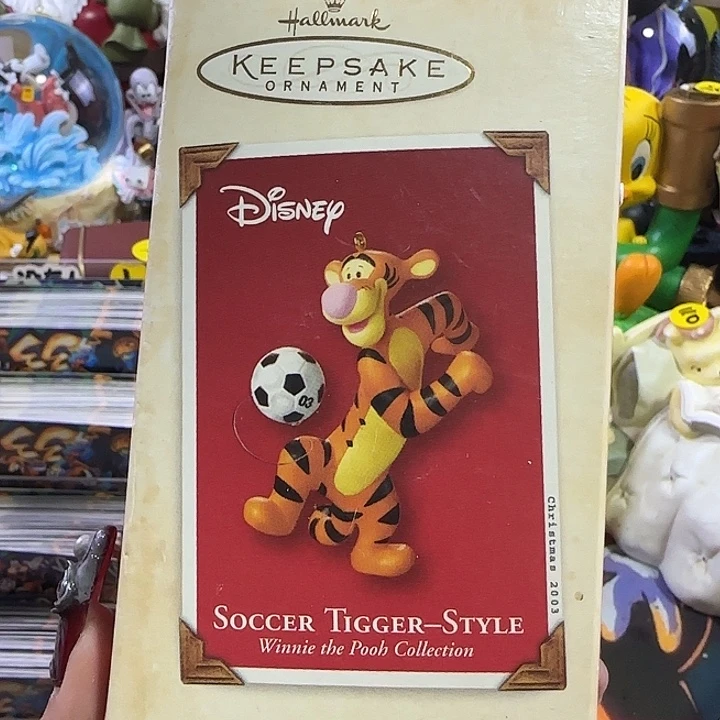 Hallmark
KEEPSAKE
ORNAMENT
DISNEY
03
Christmas 2003
SOCCER TIGGER–STYLE
Winnie the Pooh Collection